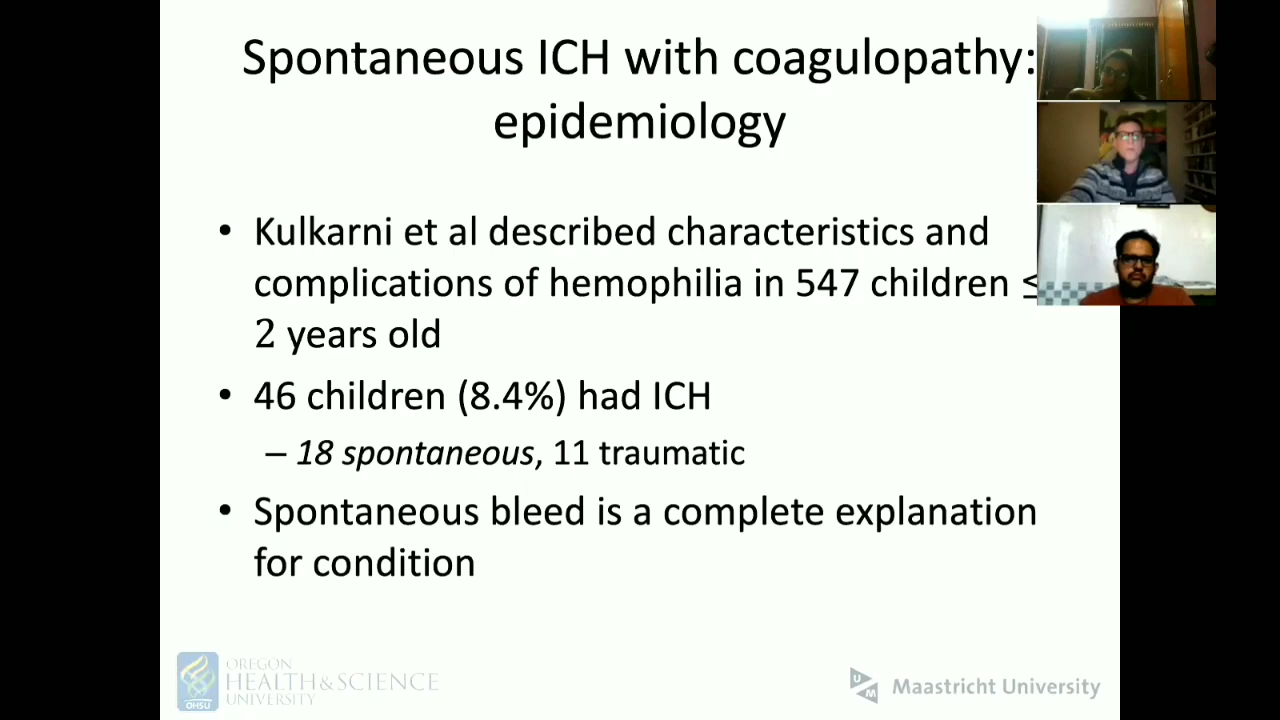 Spontaneous ICH with coagulopathy:
epidemiology
• Kulkarni et al described characteristics and
complications of hemophilia in 547 children ≤
2 years old
• 46 children (8.4%) had ICH
– 18 spontaneous, 11 traumatic
• Spontaneous bleed is a complete explanation
for condition
OREGON
HEALTH&SCIENCE
UNIVERSITY
OHSU
UM
Maastricht University